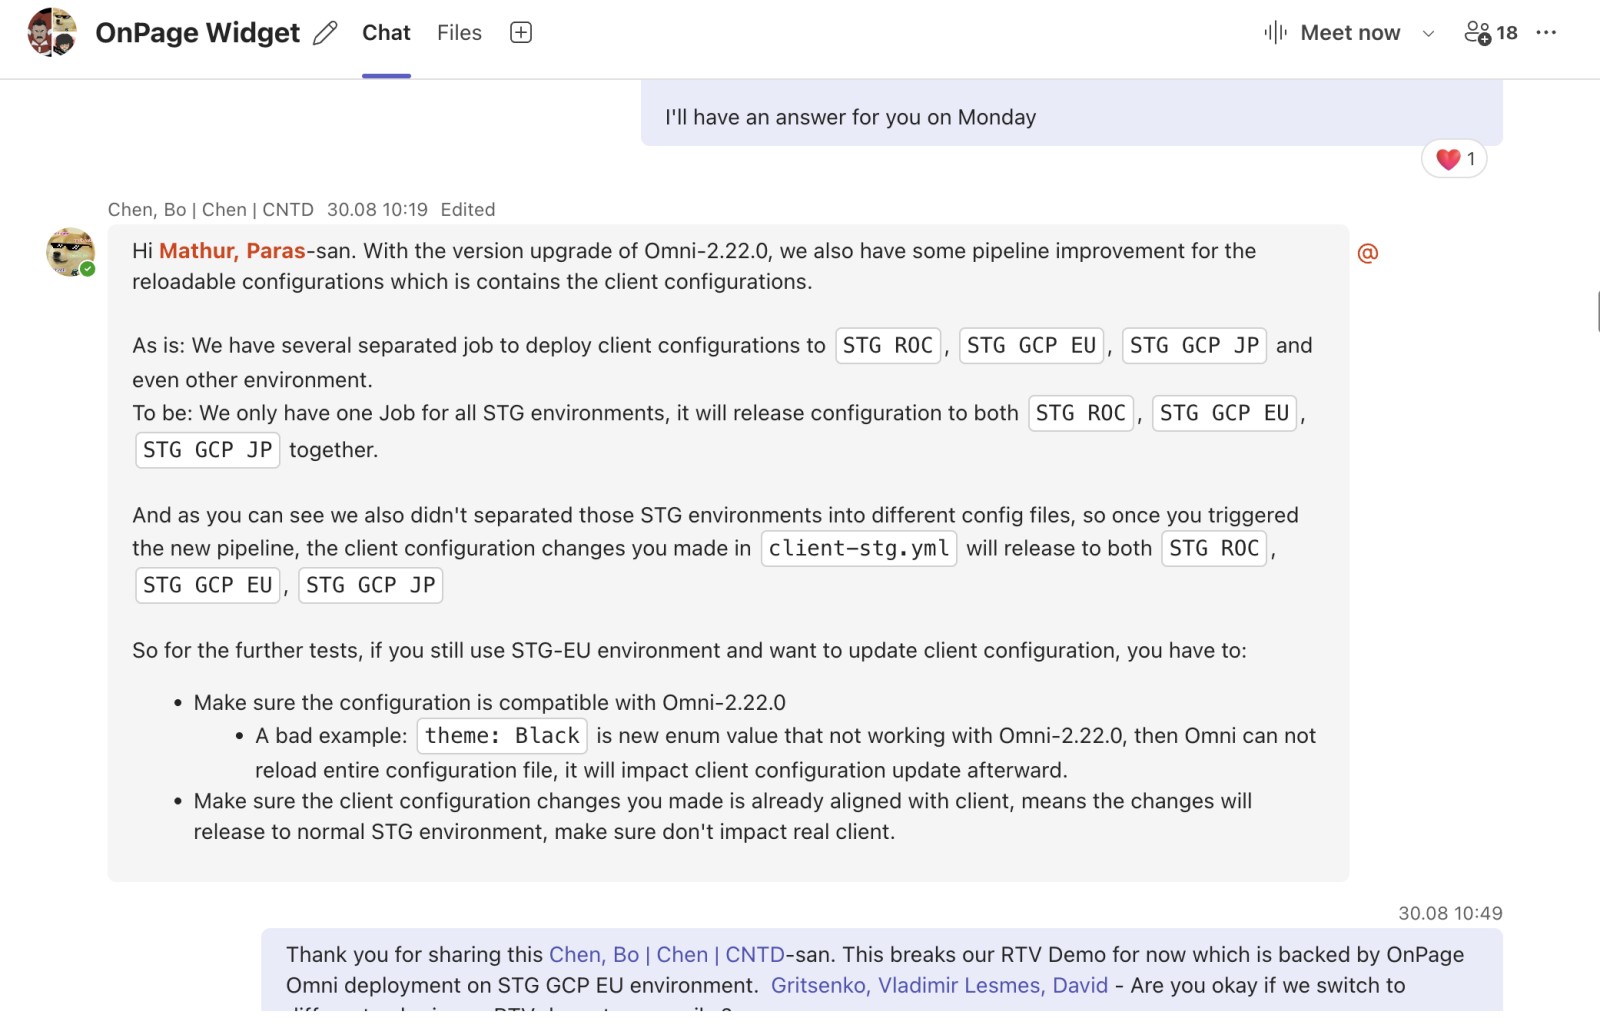 OnPage Widget Chat Files Meet now 18
I'll have an answer for you on Monday
1
Chen, Bo | Chen | CNTD 30.08 10:19 Edited
Hi Mathur, Paras-san. With the version upgrade of Omni-2.22.0, we also have some pipeline improvement for the
@
reloadable configurations which is contains the client configurations.
As is: We have several separated job to deploy client configurations to STG ROC, STG GCP EU, STG GCP JP and
even other environment.
To be: We only have one Job for all STG environments, it will release configuration to both STG ROC, STG GCP EU,
STG GCP JP together.
And as you can see we also didn't separated those STG environments into different config files, so once you triggered
the new pipeline, the client configuration changes you made in client-stg.yml will release to both STG ROC,
STG GCP EU, STG GCP JP
So for the further tests, if you still use STG-EU environment and want to update client configuration, you have to:
• Make sure the configuration is compatible with Omni-2.22.0
• A bad example: theme: Black is new enum value that not working with Omni-2.22.0, then Omni can not
reload entire configuration file, it will impact client configuration update afterward.
• Make sure the client configuration changes you made is already aligned with client, means the changes will
release to normal STG environment, make sure don't impact real client.
30.08 10:49
Thank you for sharing this Chen, Bo | Chen | CNTD-san. This breaks our RTV Demo for now which is backed by OnPage
Omni deployment on STG GCP EU environment. Gritsenko, Vladimir Lesmes, David - Are you okay if we switch to